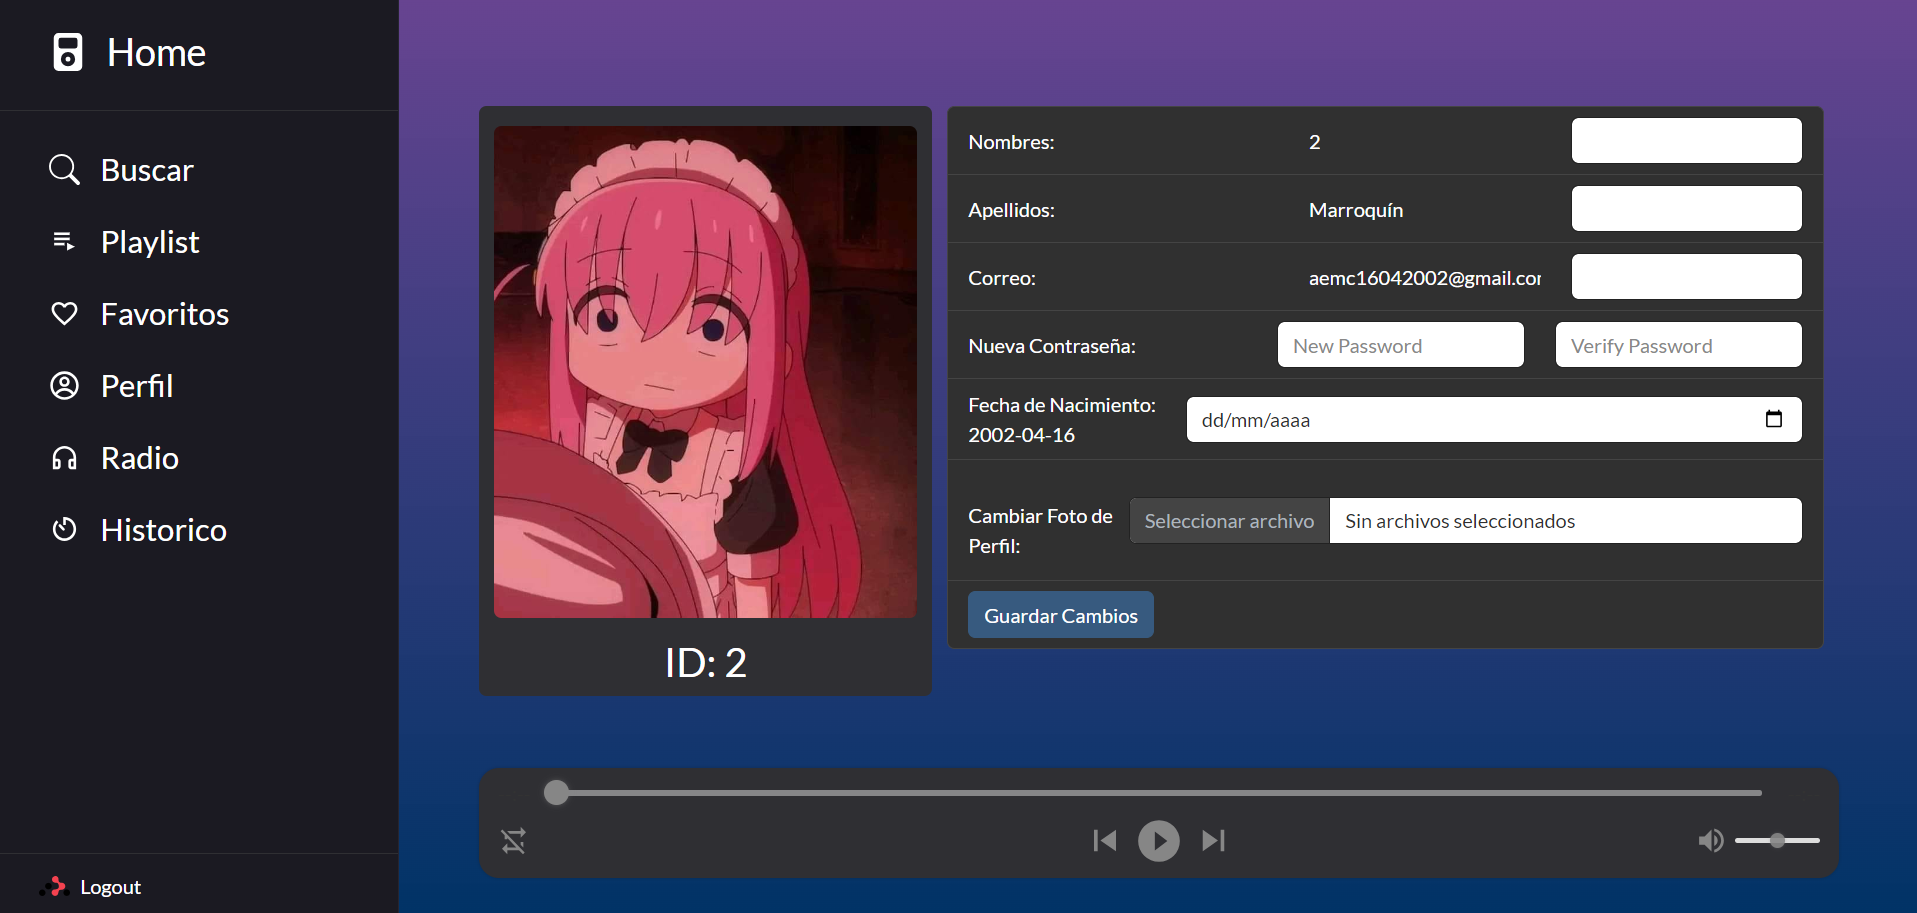 Home
Buscar
Playlist
Favoritos
Perfil
Radio
Historico
Logout
ID: 2
Nombres: 2
Apellidos: Marroquín
Correo: aemc16042002@gmail.cor
Nueva Contraseña: New Password Verify Password
Fecha de Nacimiento:
2002-04-16
dd/mm/aaaa
Cambiar Foto de
Perfil:
Seleccionar archivo Sin archivos seleccionados
Guardar Cambios